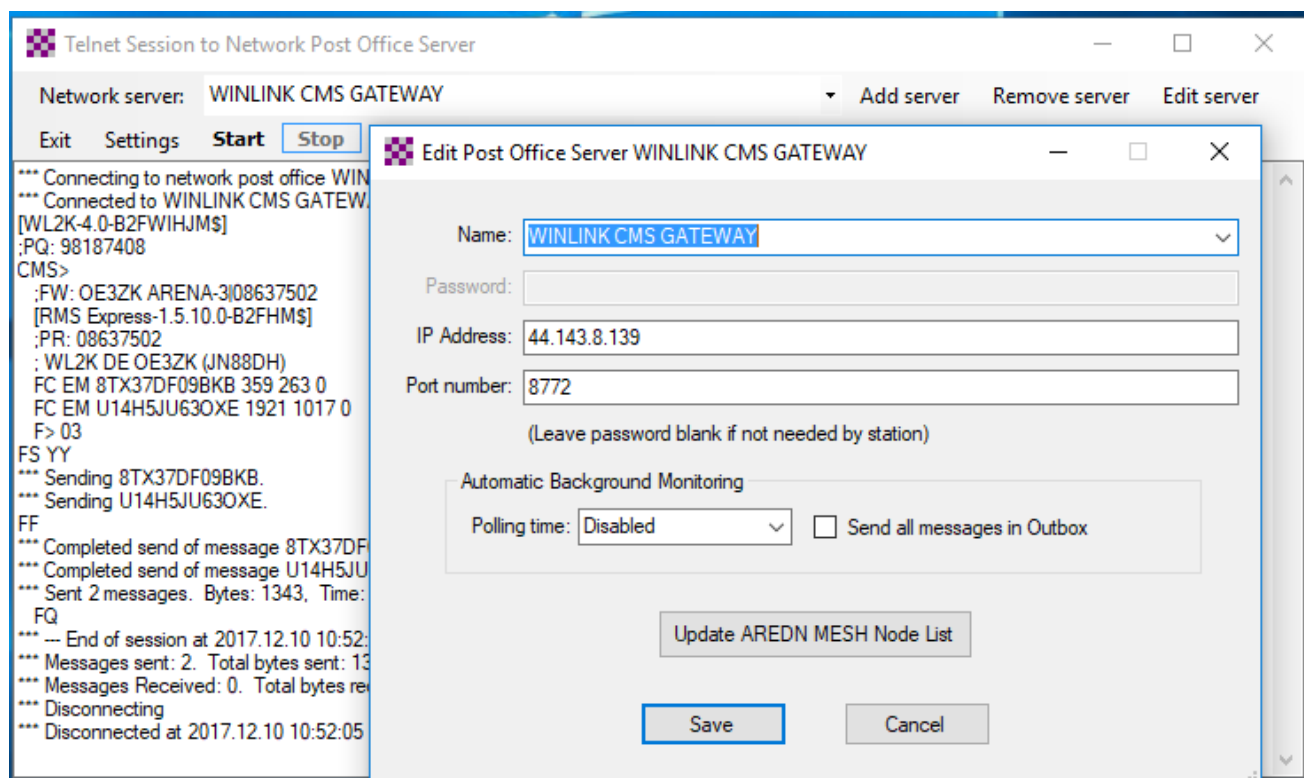 Telnet Session to Network Post Office Server
Network server: WINLINK CMS GATEWAY Add server Remove server Edit server
Exit Settings Start Stop
*** Connecting to network post office WIN
*** Connected to WINLINK CMS GATEWA
[WL2K-4.0-B2FWIHJM$]
;PQ: 98187408
CMS>
;FW: OE3ZK ARENA-3|08637502
[RMS Express-1.5.10.0-B2FHM$]
;PR: 08637502
; WL2K DE OE3ZK (JN88DH)
FC EM 8TX37DF09BKB 359 263 0
FC EM U14H5JU63OXE 1921 1017 0
F> 03
FS YY
*** Sending 8TX37DF09BKB.
*** Sending U14H5JU63OXE.
FF
*** Completed send of message 8TX37DF
*** Completed send of message U14H5JU
*** Sent 2 messages. Bytes: 1343, Time:
FQ
*** --- End of session at 2017.12.10 10:52:
*** Messages sent: 2. Total bytes sent: 13
*** Messages Received: 0. Total bytes re
*** Disconnecting
*** Disconnected at 2017.12.10 10:52:05
Edit Post Office Server WINLINK CMS GATEWAY
Name: WINLINK CMS GATEWAY
Password:
IP Address: 44.143.8.139
Port number: 8772
(Leave password blank if not needed by station)
Automatic Background Monitoring
Polling time: Disabled Send all messages in Outbox
Update AREDN MESH Node List
Save Cancel